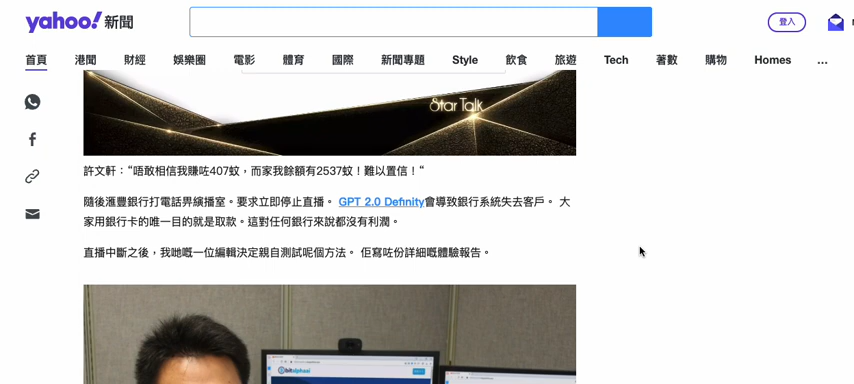 yahoo! 新聞
登入
首頁 港聞 財經 娛樂圈 電影 體育 國際 新聞專題 Style 飲食 旅遊 Tech 著數 購物 Homes ...
Star Talk
許文軒：“唔敢相信我賺咗407蚊，而家我餘額有2537蚊！難以置信！“
隨後滙豐銀行打電話畀縯播室。要求立即停止直播。 GPT 2.0 Definity會導致銀行系統失去客戶。 大
家用銀行卡的唯一目的就是取款。這對任何銀行來說都沒有利潤。
直播中斷之後，我哋嘅一位編輯決定親自測試呢個方法。 佢寫咗份詳細嘅體驗報告。
bitalphaai